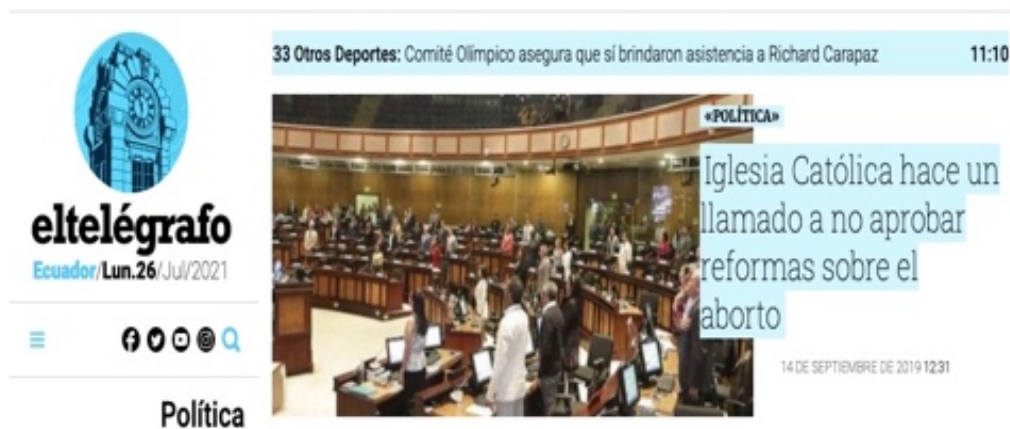 33 Otros Deportes: Comité Olímpico asegura que sí brindaron asistencia a Richard Carapaz 11:10
eltelégrafo
Ecuador/Lun.26/Jul/2021
Política
«POLÍTICA»
Iglesia Católica hace un
llamado a no aprobar
reformas sobre el
aborto
14 DE SEPTIEMBRE DE 2019 12:31